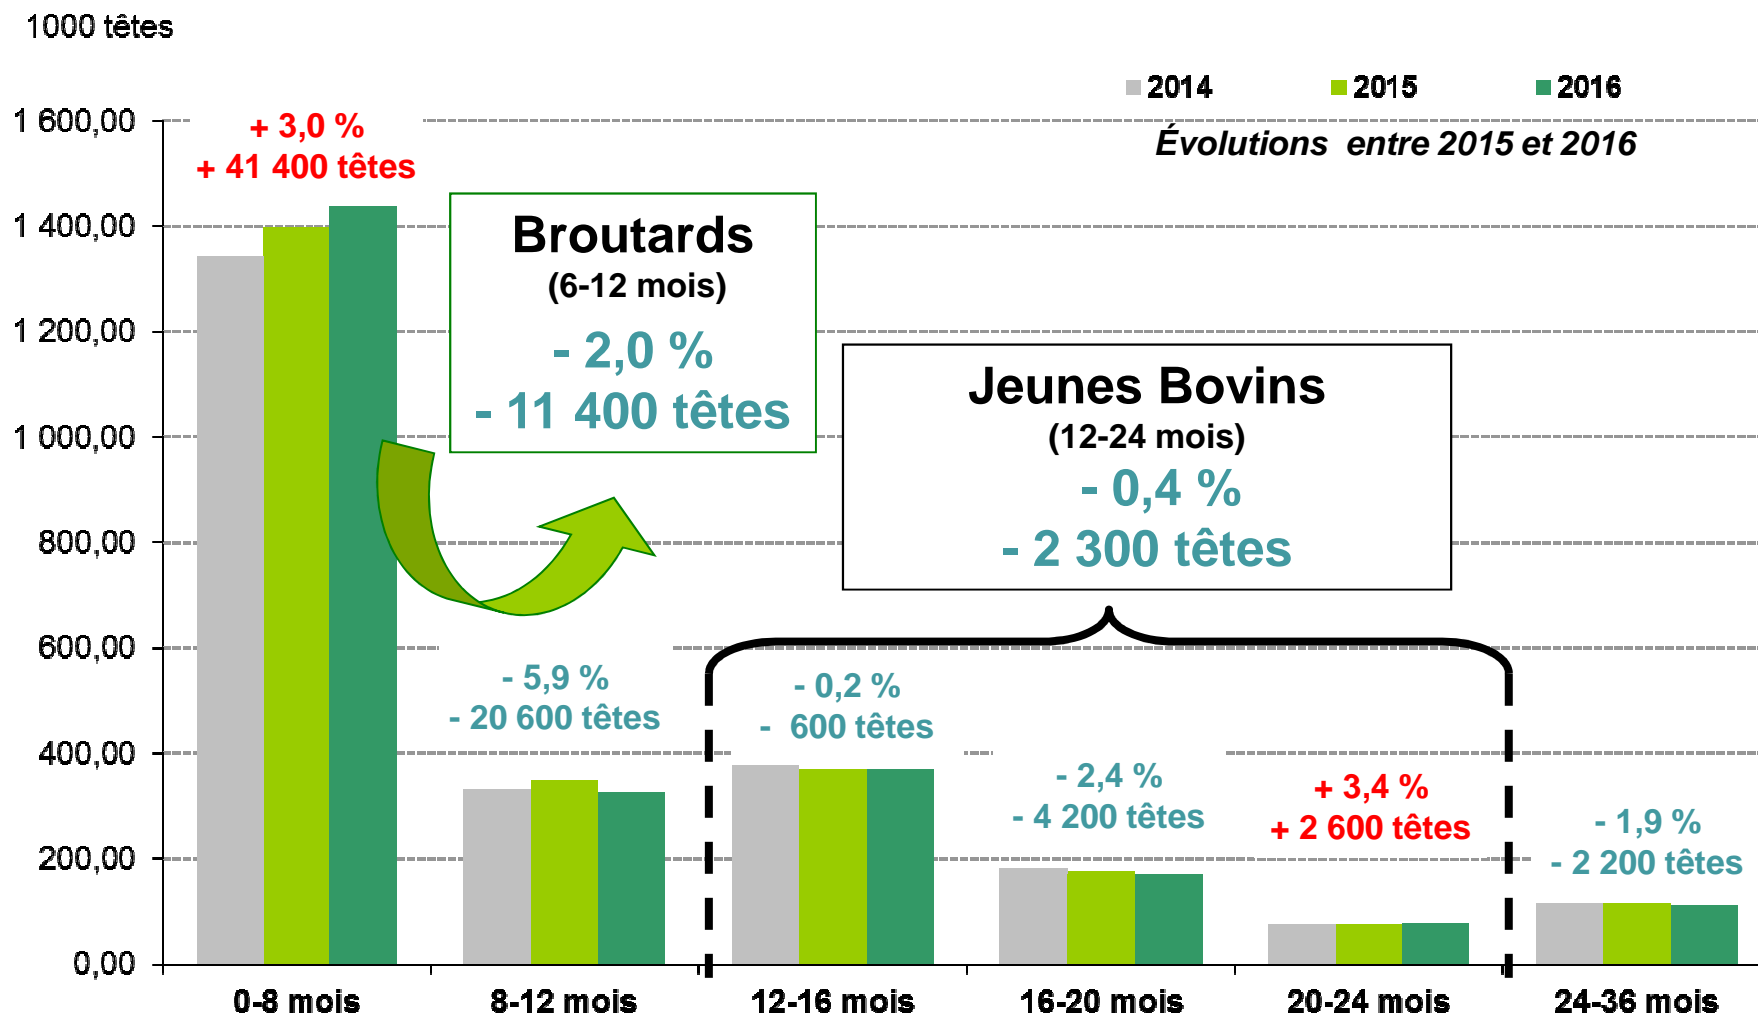 1000 têtes
2014 2015 2016
Évolutions entre 2015 et 2016
1 600,00
1 400,00
1 200,00
1 000,00
800,00
600,00
400,00
200,00
0,00
+ 3,0 %
+ 41 400 têtes
Broutards
(6-12 mois)
- 2,0 %
- 11 400 têtes
Jeunes Bovins
(12-24 mois)
- 0,4 %
- 2 300 têtes
- 5,9 %
- 20 600 têtes
- 0,2 %
- 600 têtes
- 2,4 %
- 4 200 têtes
+ 3,4 %
+ 2 600 têtes
- 1,9 %
- 2 200 têtes
0-8 mois 8-12 mois 12-16 mois 16-20 mois 20-24 mois 24-36 mois